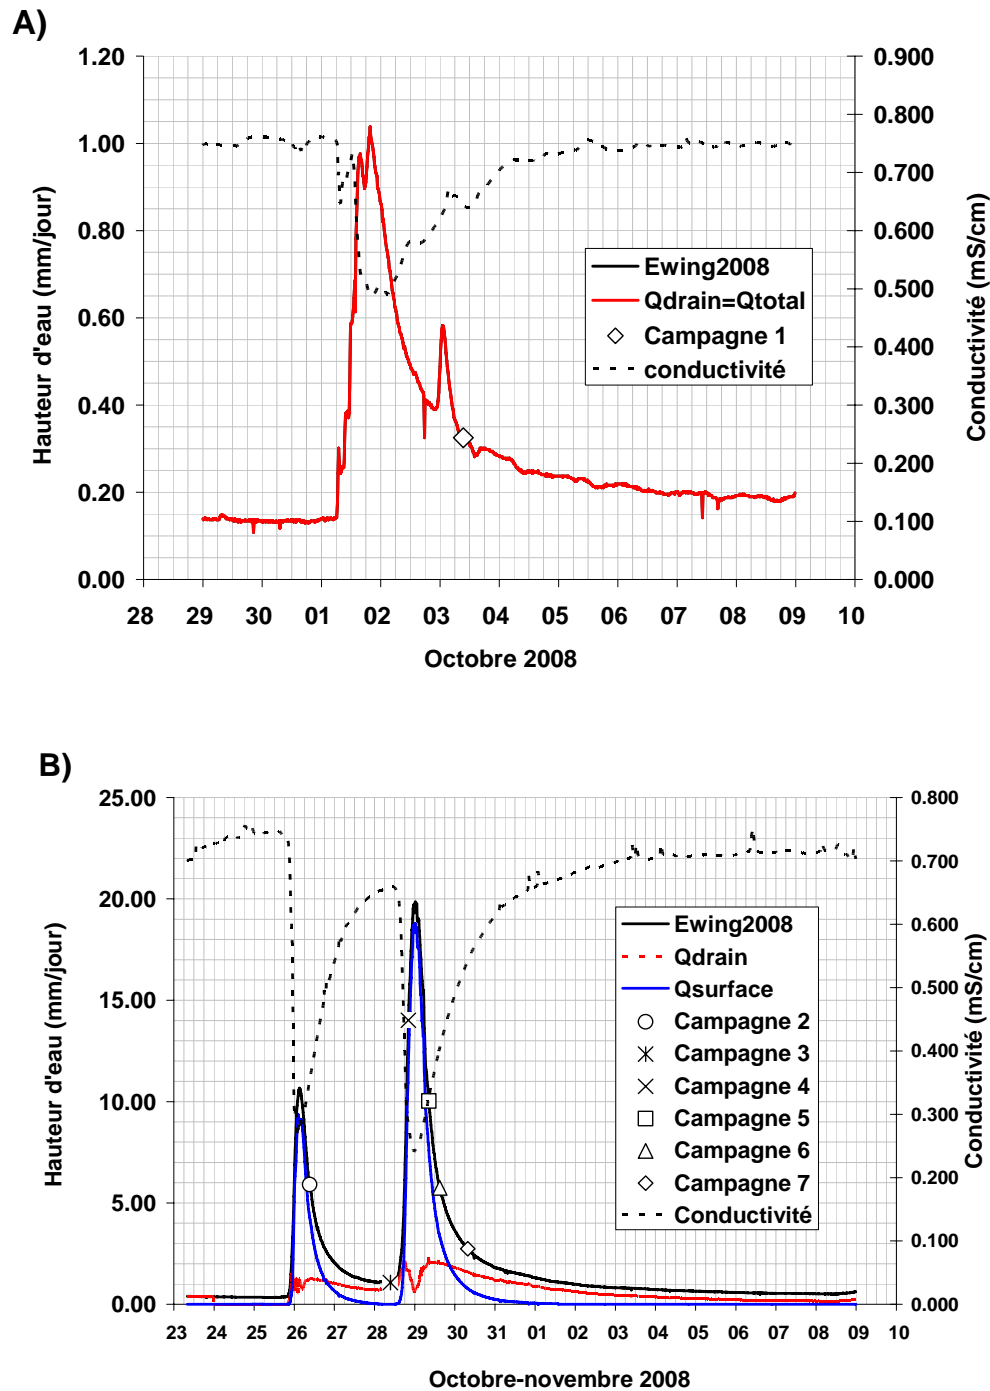 A)
1.20
1.00
0.80
0.60
0.40
0.20
0.00
Hauteur d'eau (mm/jour)
0.900
0.800
0.700
0.600
0.500
0.400
0.300
0.200
0.100
0.000
Conductivité (mS/cm)
Ewing2008
Qdrain=Qtotal
Campagne 1
conductivité
28 29 30 01 02 03 04 05 06 07 08 09 10
Octobre 2008
B)
25.00
20.00
15.00
10.00
5.00
0.00
Hauteur d'eau (mm/jour)
0.800
0.700
0.600
0.500
0.400
0.300
0.200
0.100
0.000
Conductivité (mS/cm)
Ewing2008
Qdrain
Qsurface
Campagne 2
Campagne 3
Campagne 4
Campagne 5
Campagne 6
Campagne 7
Conductivité
23 24 25 26 27 28 29 30 01 02 03 04 05 06 07 08 09 10
Octobre-novembre 2008